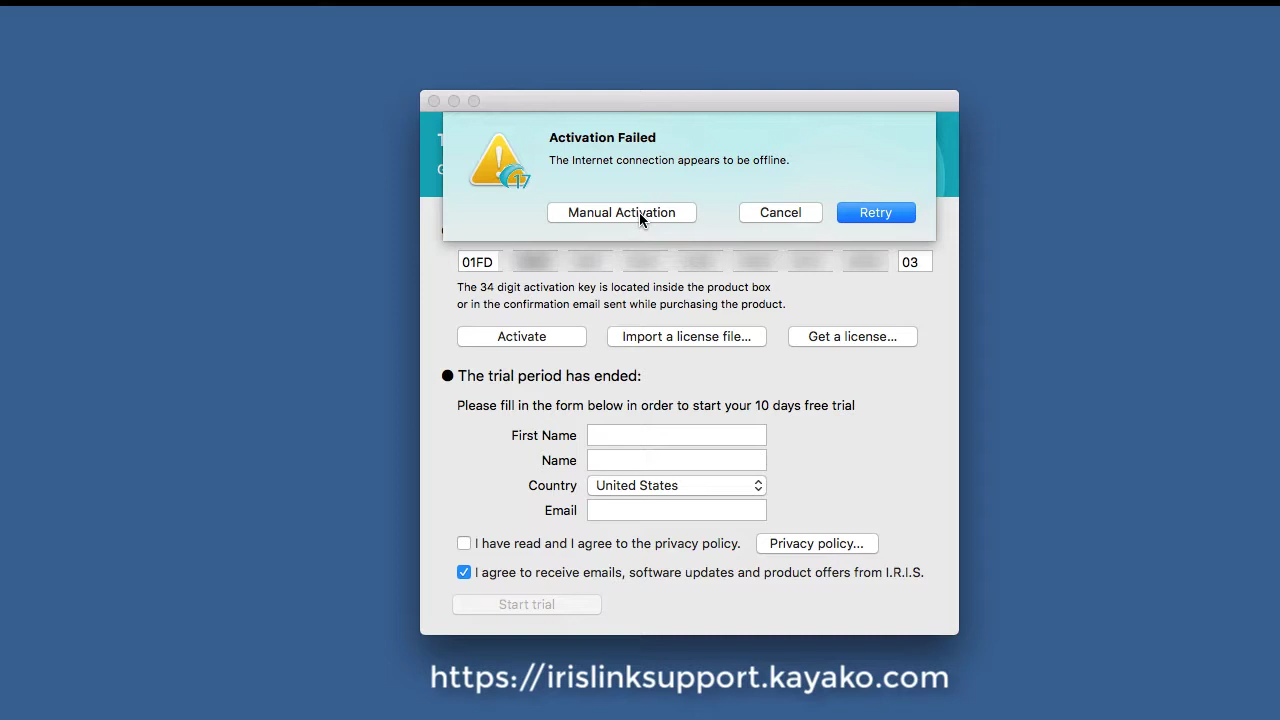 Activation Failed
The Internet connection appears to be offline.
17
Manual Activation
Cancel
Retry
01FD
03
The 34 digit activation key is located inside the product box
or in the confirmation email sent while purchasing the product.
Activate
Import a license file...
Get a license...
The trial period has ended:
Please fill in the form below in order to start your 10 days free trial
First Name
Name
Country United States
Email
I have read and I agree to the privacy policy. Privacy policy...
I agree to receive emails, software updates and product offers from I.R.I.S.
Start trial
https://irislinksupport.kayako.com